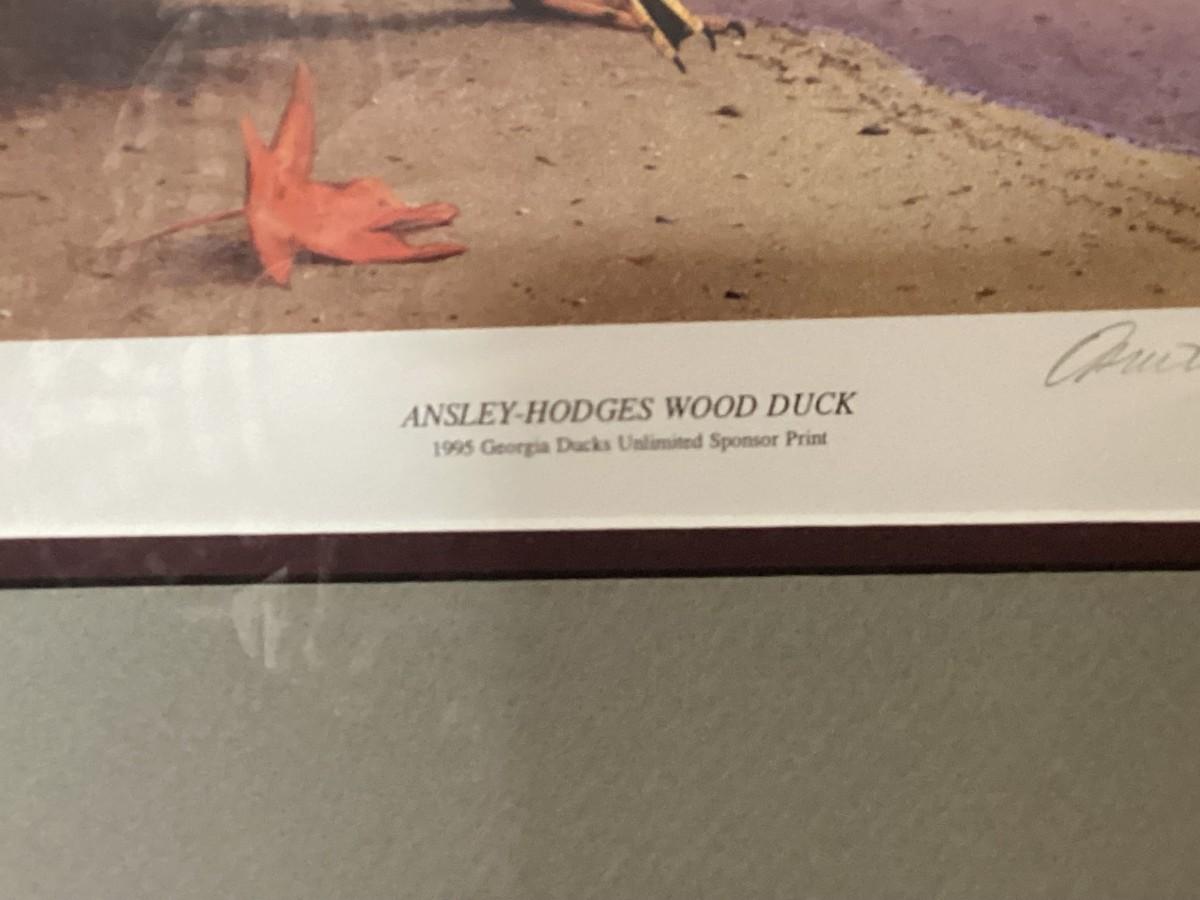 ANSLEY-HODGES WOOD DUCK
1995 Georgia Ducks Unlimited Sponsor Print